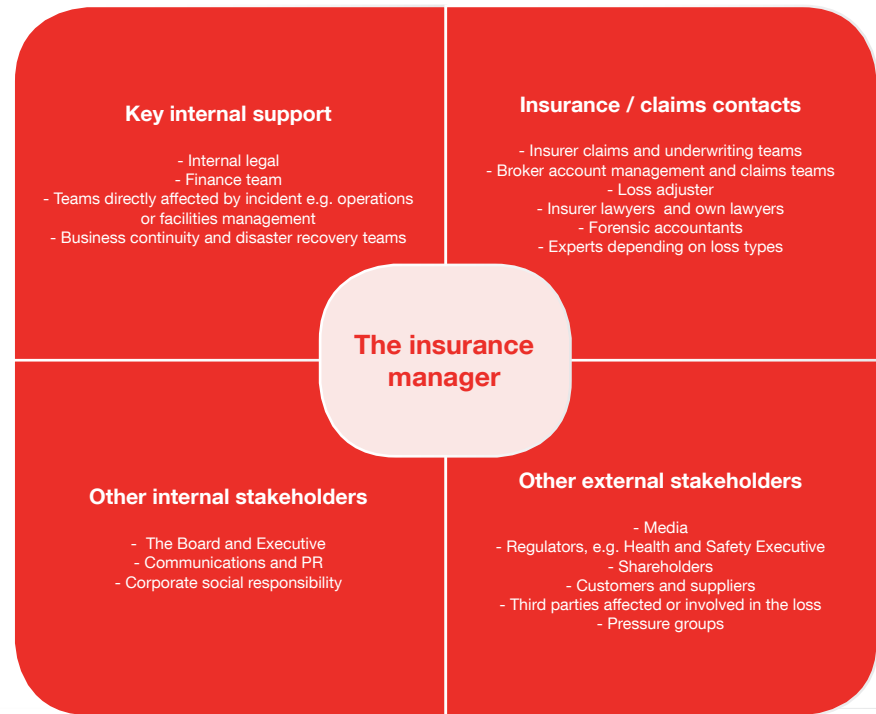 Key internal support
- Internal legal
- Finance team
- Teams directly affected by incident e.g. operations
or facilities management
- Business continuity and disaster recovery teams
Insurance / claims contacts
- Insurer claims and underwriting teams
- Broker account management and claims teams
- Loss adjuster
- Insurer lawyers  and own lawyers
- Forensic accountants
- Experts depending on loss types
The insurance
manager
Other internal stakeholders
-  The Board and Executive
- Communications and PR
- Corporate social responsibility
Other external stakeholders
- Media
- Regulators, e.g. Health and Safety Executive
- Shareholders
- Customers and suppliers
- Third parties affected or involved in the loss
- Pressure groups